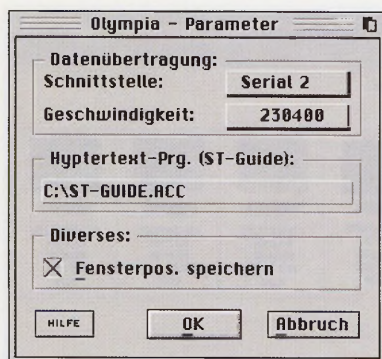 Olympia - Parameter
Datenübertragung:
Schnittstelle: Serial 2
Geschwindigkeit: 230400
Hyptertext-Prg. (ST-Guide):
C:\ST-GUIDE.ACC
Diverses:
Fensterpos. speichern
HILFE OK Abbruch